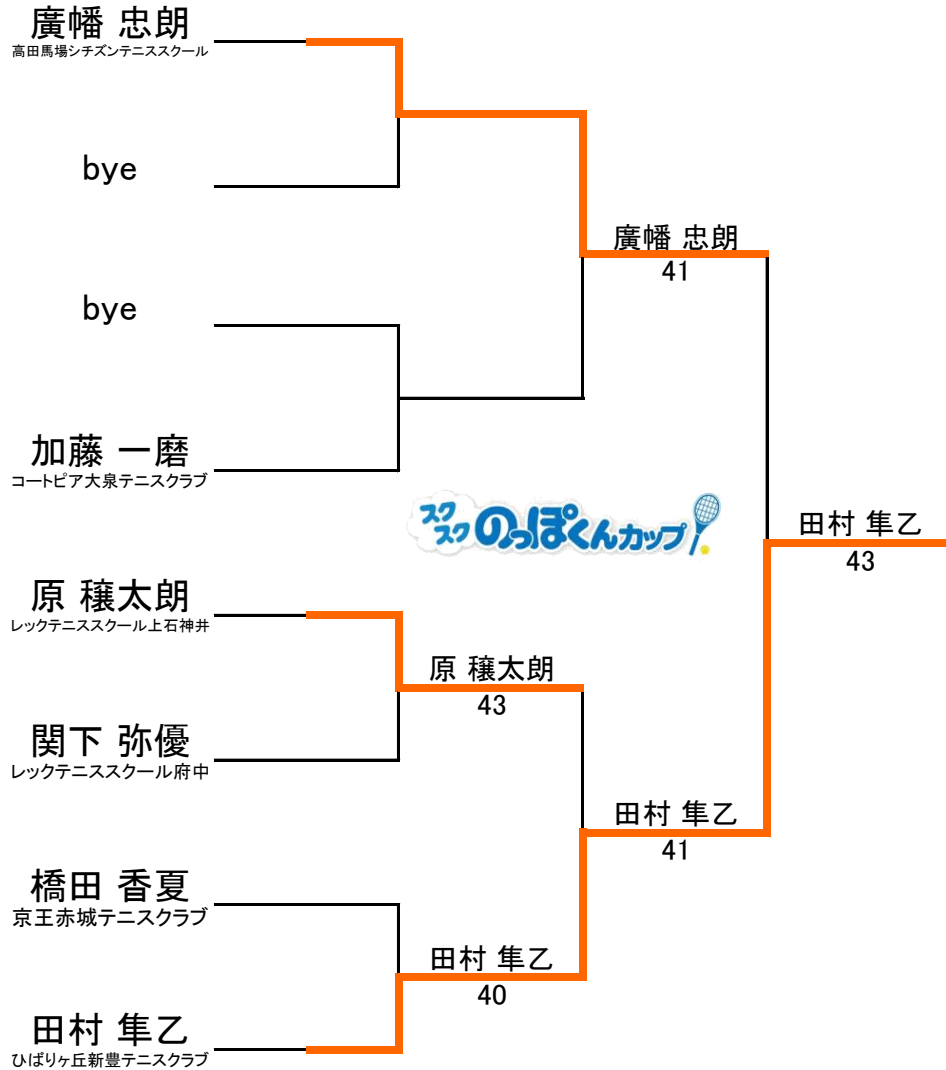 廣幡 忠朗
高田馬場シチズンテニススクール
bye
bye
廣幡 忠朗
41
加藤 一磨
コートピア大泉テニスクラブ
スク
スク
のっぽくんカップ
田村 隼乙
43
原 穣太朗
レックテニススクール上石神井
原 穣太朗
43
関下 弥優
レックテニススクール府中
田村 隼乙
41
橋田 香夏
京王赤城テニスクラブ
田村 隼乙
40
田村 隼乙
ひばりヶ丘新豊テニスクラブ